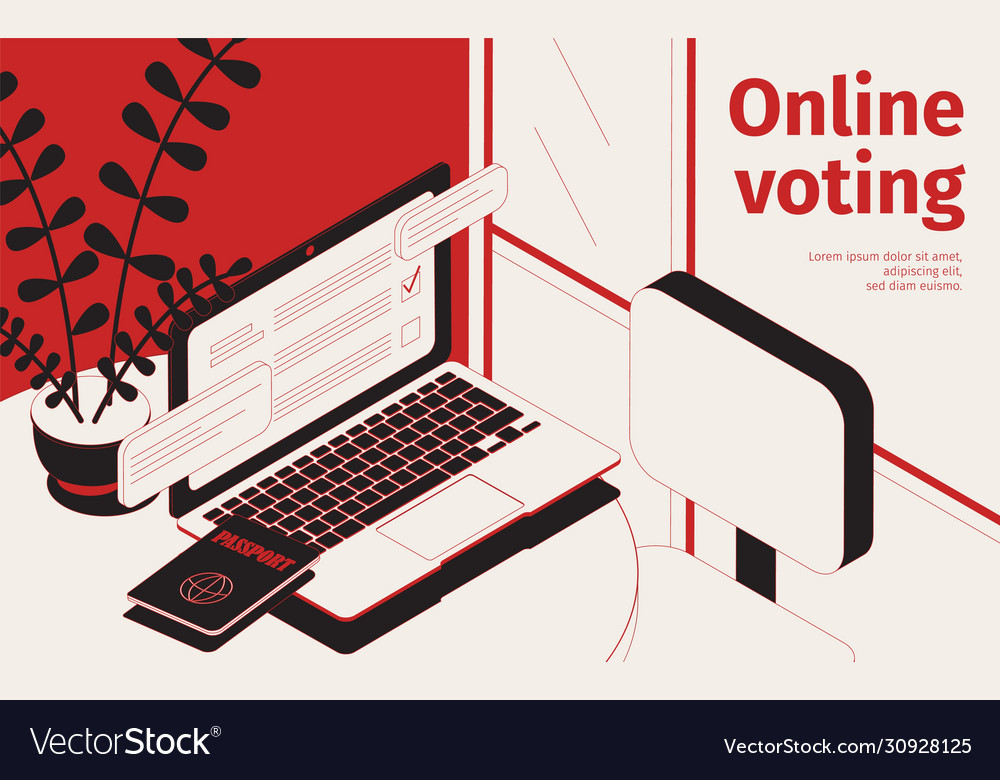 Online
voting
Lorem ipsum dolor sit amet,
adipiscing elit,
sed diam euismo.
PASSPORT
VectorStock®
VectorStock.com/30928125